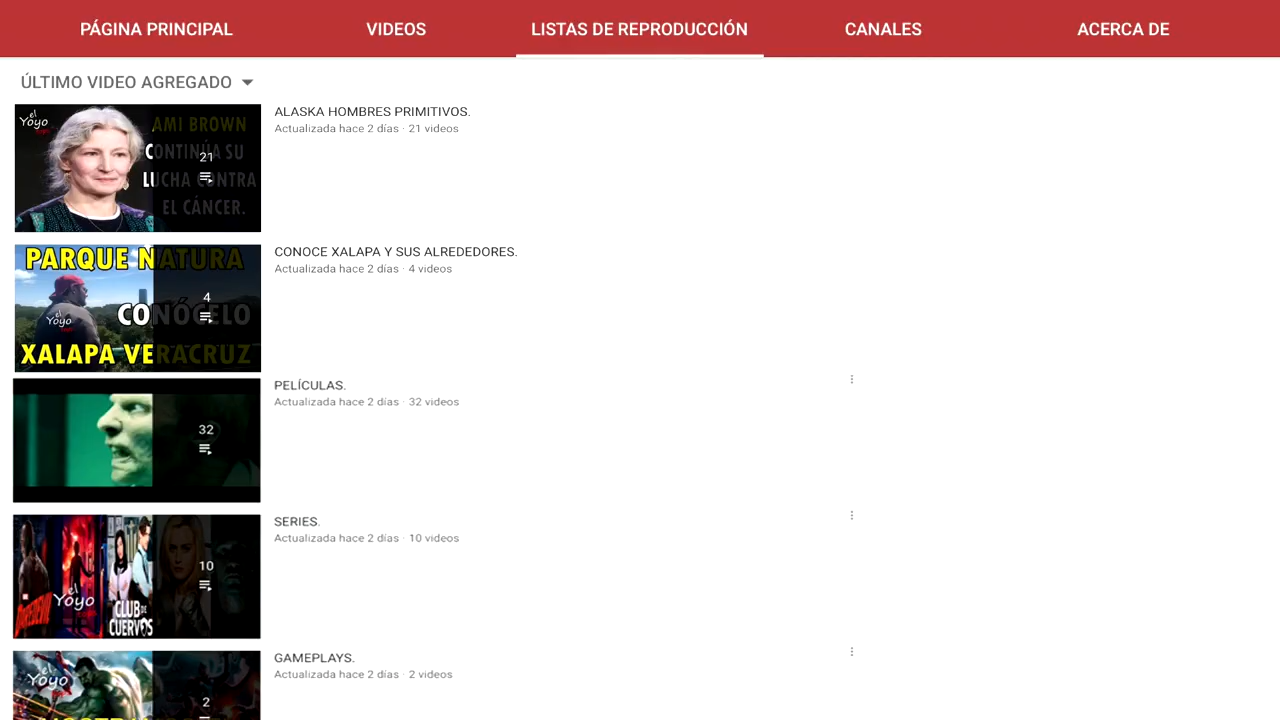 PÁGINA PRINCIPAL VIDEOS LISTAS DE REPRODUCCIÓN CANALES ACERCA DE
ÚLTIMO VIDEO AGREGADO
el
Yoyo
AMI BROWN
CONTINÚA SU
LUCHA CONTRA
EL CÁNCER.
21
ALASKA HOMBRES PRIMITIVOS.
Actualizada hace 2 días · 21 videos
PARQUE NATURA
CONÓCELO
el
Yoyo
XALAPA VERACRUZ
4
CONOCE XALAPA Y SUS ALREDEDORES.
Actualizada hace 2 días · 4 videos
32
PELÍCULAS.
Actualizada hace 2 días · 32 videos
DAREDEVIL
el
Yoyo
CLUB DE
CUERVOS
10
SERIES.
Actualizada hace 2 días · 10 videos
el
Yoyo
2
GAMEPLAYS.
Actualizada hace 2 días · 2 videos